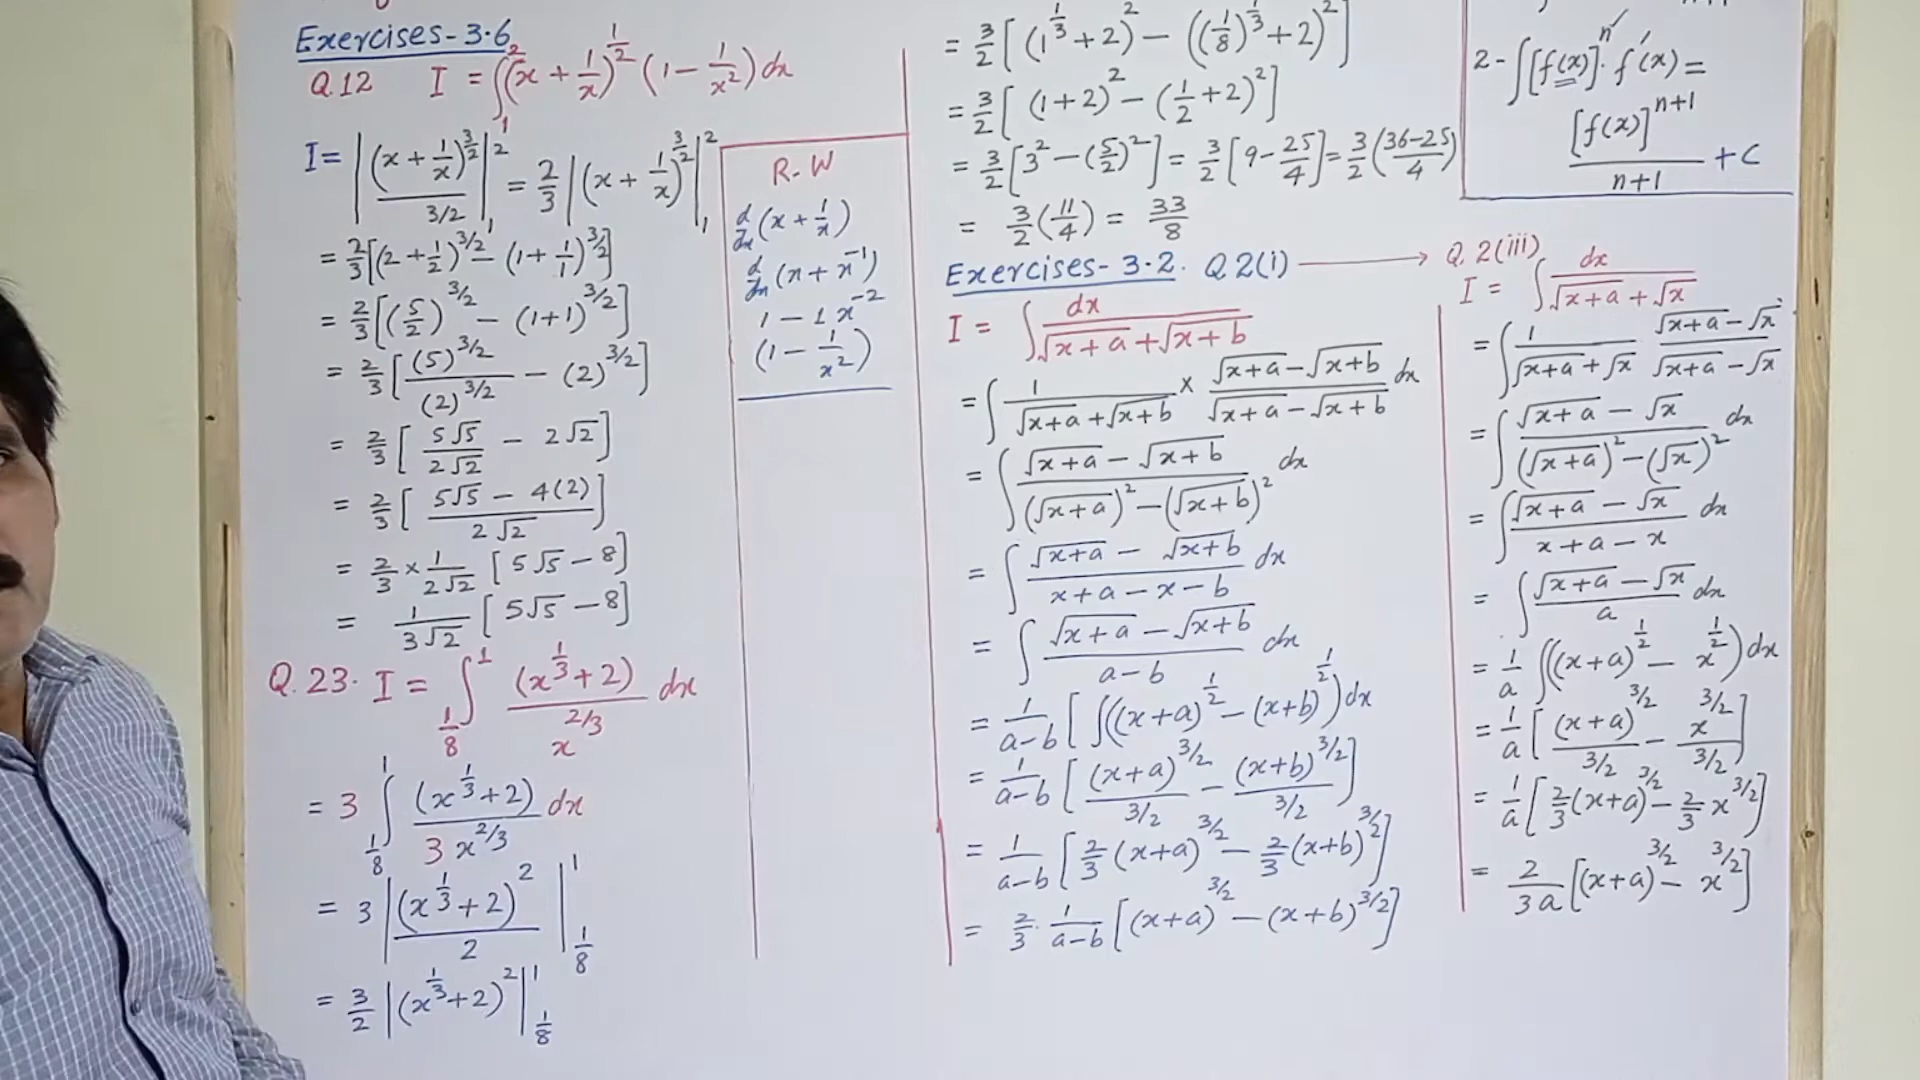 Exercises-3.6
Q.12 I = ∫₁² (x + 1/x)^(1/2) (1 - 1/x²) dx
I = | (x + 1/x)^(3/2) / (3/2) |₁² = 2/3 | (x + 1/x)^(3/2) |₁²
= 2/3 [(2 + 1/2)^(3/2) - (1 + 1/1)^(3/2)]
= 2/3 [(5/2)^(3/2) - (1+1)^(3/2)]
= 2/3 [(5)^(3/2) / (2)^(3/2) - (2)^(3/2)]
= 2/3 [5√5 / 2√2 - 2√2]
= 2/3 [(5√5 - 4(2)) / 2√2]
= 2/3 × 1/(2√2) [5√5 - 8]
= 1/(3√2) [5√5 - 8]
Q.23. I = ∫_{1/8}^1 (x^(1/3) + 2) / x^(2/3) dx
= 3 ∫_{1/8}^1 (x^(1/3) + 2) / (3 x^(2/3)) dx
= 3 | (x^(1/3) + 2)² / 2 |_{1/8}^1
= 3/2 | (x^(1/3) + 2)² |_{1/8}^1
R.W
d/dx (x + 1/x)
d/dx (x + x⁻¹)
1 - 1 x⁻²
(1 - 1/x²)
= 3/2 [(1^(1/3) + 2)² - ((1/8)^(1/3) + 2)²]
= 3/2 [(1+2)² - (1/2 + 2)²]
= 3/2 [3² - (5/2)²] = 3/2 [9 - 25/4] = 3/2 ((36-25)/4)
= 3/2 (11/4) = 33/8
2- ∫[f(x)]ⁿ. f'(x) =
[f(x)]^(n+1) / (n+1) + c
Exercises-3.2. Q2(i) → Q.2(iii)
I = ∫ dx / (√(x+a) + √(x+b))
= ∫ 1 / (√(x+a) + √(x+b)) × (√(x+a) - √(x+b)) / (√(x+a) - √(x+b)) dx
= ∫ (√(x+a) - √(x+b)) / ((√(x+a))² - (√(x+b))²) dx
= ∫ (√(x+a) - √(x+b)) / (x+a-x-b) dx
= ∫ (√(x+a) - √(x+b)) / (a-b) dx
= 1/(a-b) [∫((x+a)^(1/2) - (x+b)^(1/2)) dx
= 1/(a-b) [(x+a)^(3/2) / (3/2) - (x+b)^(3/2) / (3/2)]
= 1/(a-b) [2/3 (x+a)^(3/2) - 2/3 (x+b)^(3/2)]
= 2/3 . 1/(a-b) [(x+a)^(3/2) - (x+b)^(3/2)]
I = ∫ dx / (√(x+a) + √x)
= ∫ 1 / (√(x+a) + √x) (√(x+a) - √x) / (√(x+a) - √x)
= ∫ (√(x+a) - √x) / ((√(x+a))² - (√x)²) dx
= ∫ (√(x+a) - √x) / (x+a-x) dx
= ∫ (√(x+a) - √x) / a dx
= 1/a ∫((x+a)^(1/2) - x^(1/2)) dx
= 1/a [(x+a)^(3/2) / (3/2) - x^(3/2) / (3/2)]
= 1/a [2/3 (x+a)^(3/2) - 2/3 x^(3/2)]
= 2/(3a) [(x+a)^(3/2) - x^(3/2)]